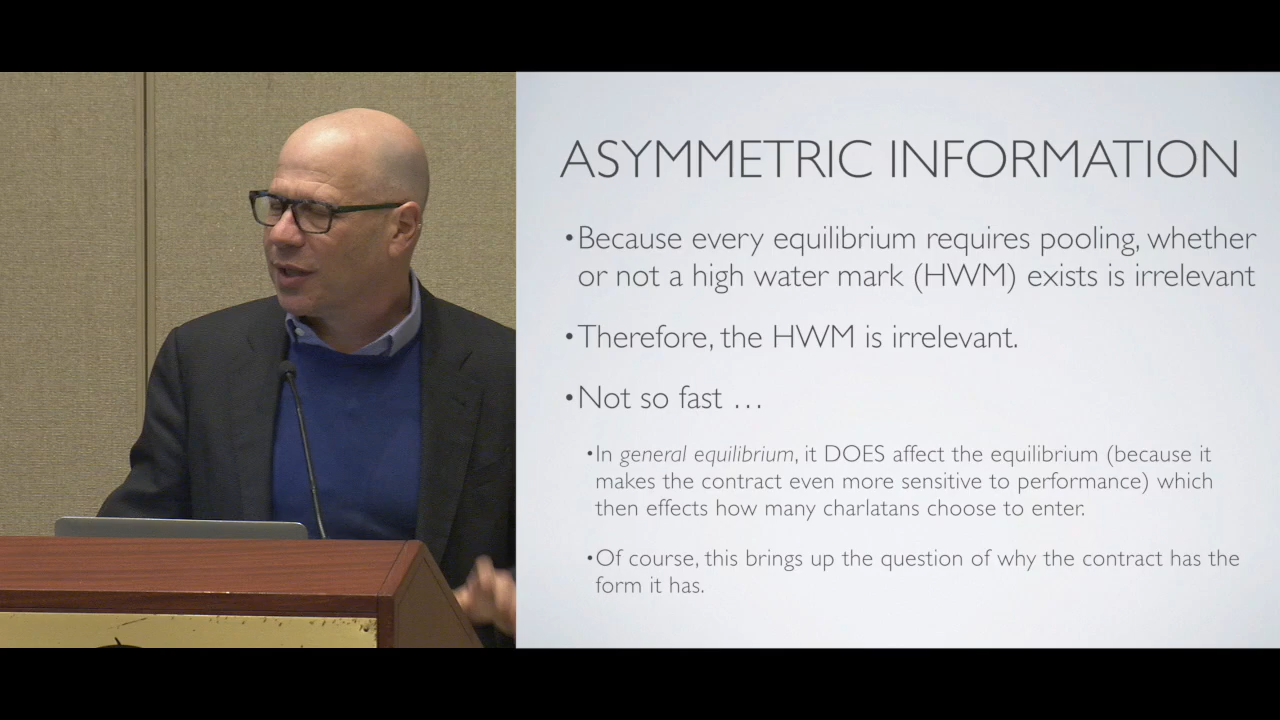 ASYMMETRIC INFORMATION
•Because every equilibrium requires pooling, whether
or not a high water mark (HWM) exists is irrelevant
•Therefore, the HWM is irrelevant.
•Not so fast …
•In general equilibrium, it DOES affect the equilibrium (because it
makes the contract even more sensitive to performance) which
then effects how many charlatans choose to enter.
•Of course, this brings up the question of why the contract has the
form it has.